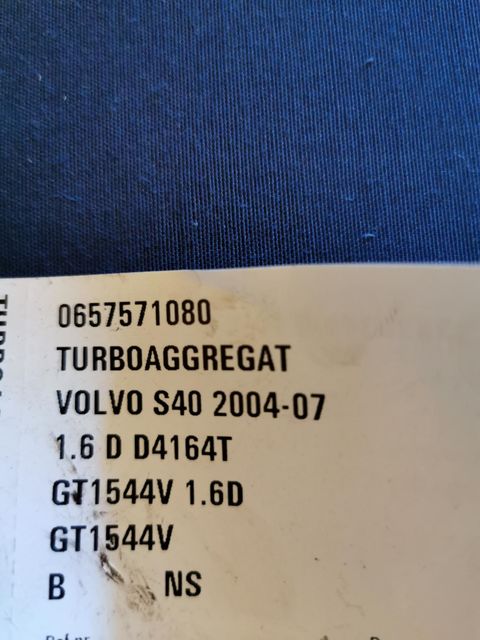 0657571080
TURBOAGGREGAT
VOLVO S40 2004-07
1.6 D D4164T
GT1544V 1.6D
GT1544V
B NS